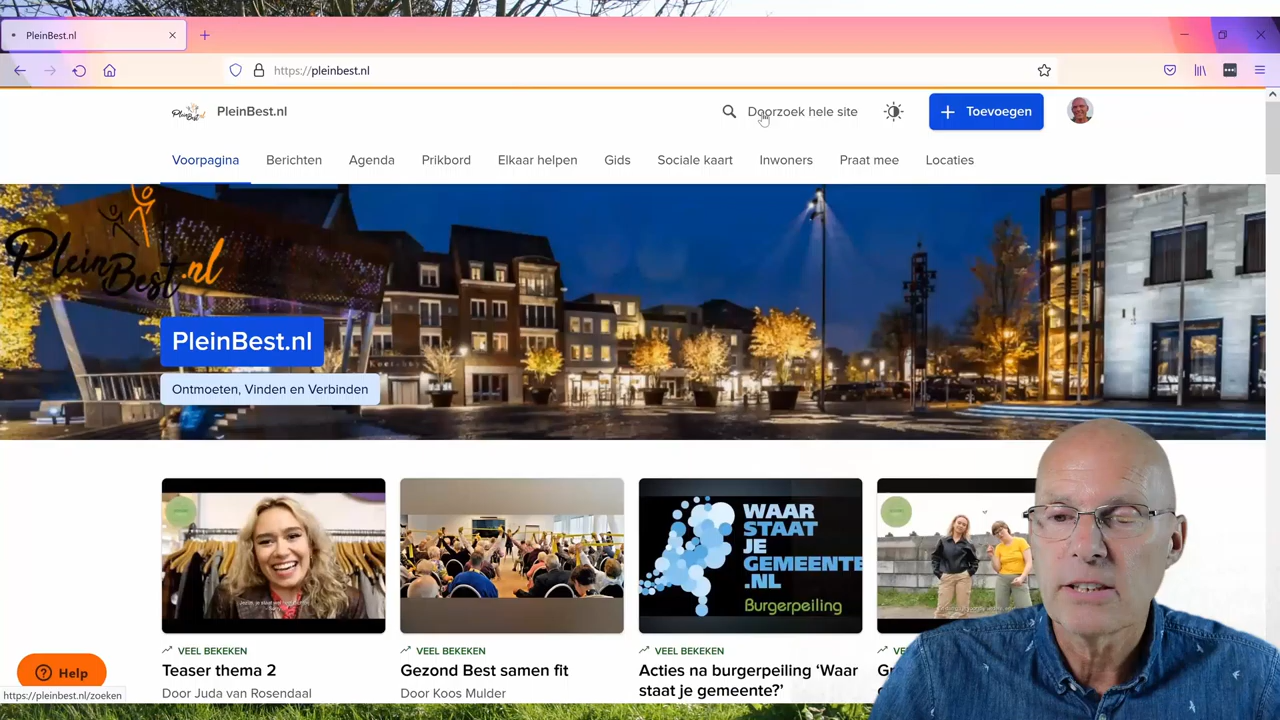 PleinBest.nl
https://pleinbest.nl
PleinBest.nl
Doorzoek hele site
Toevoegen
Voorpagina
Berichten
Agenda
Prikbord
Elkaar helpen
Gids
Sociale kaart
Inwoners
Praat mee
Locaties
PleinBest.nl
PleinBest.nl
Ontmoeten, Vinden en Verbinden
WAAR
STAAT
JE
GEMEENTE
.NL
Burgerpeiling
VEEL BEKEKEN
Teaser thema 2
Door Juda van Rosendaal
VEEL BEKEKEN
Gezond Best samen fit
Door Koos Mulder
VEEL BEKEKEN
Acties na burgerpeiling ‘Waar
staat je gemeente?’
Help
https://pleinbest.nl/zoeken